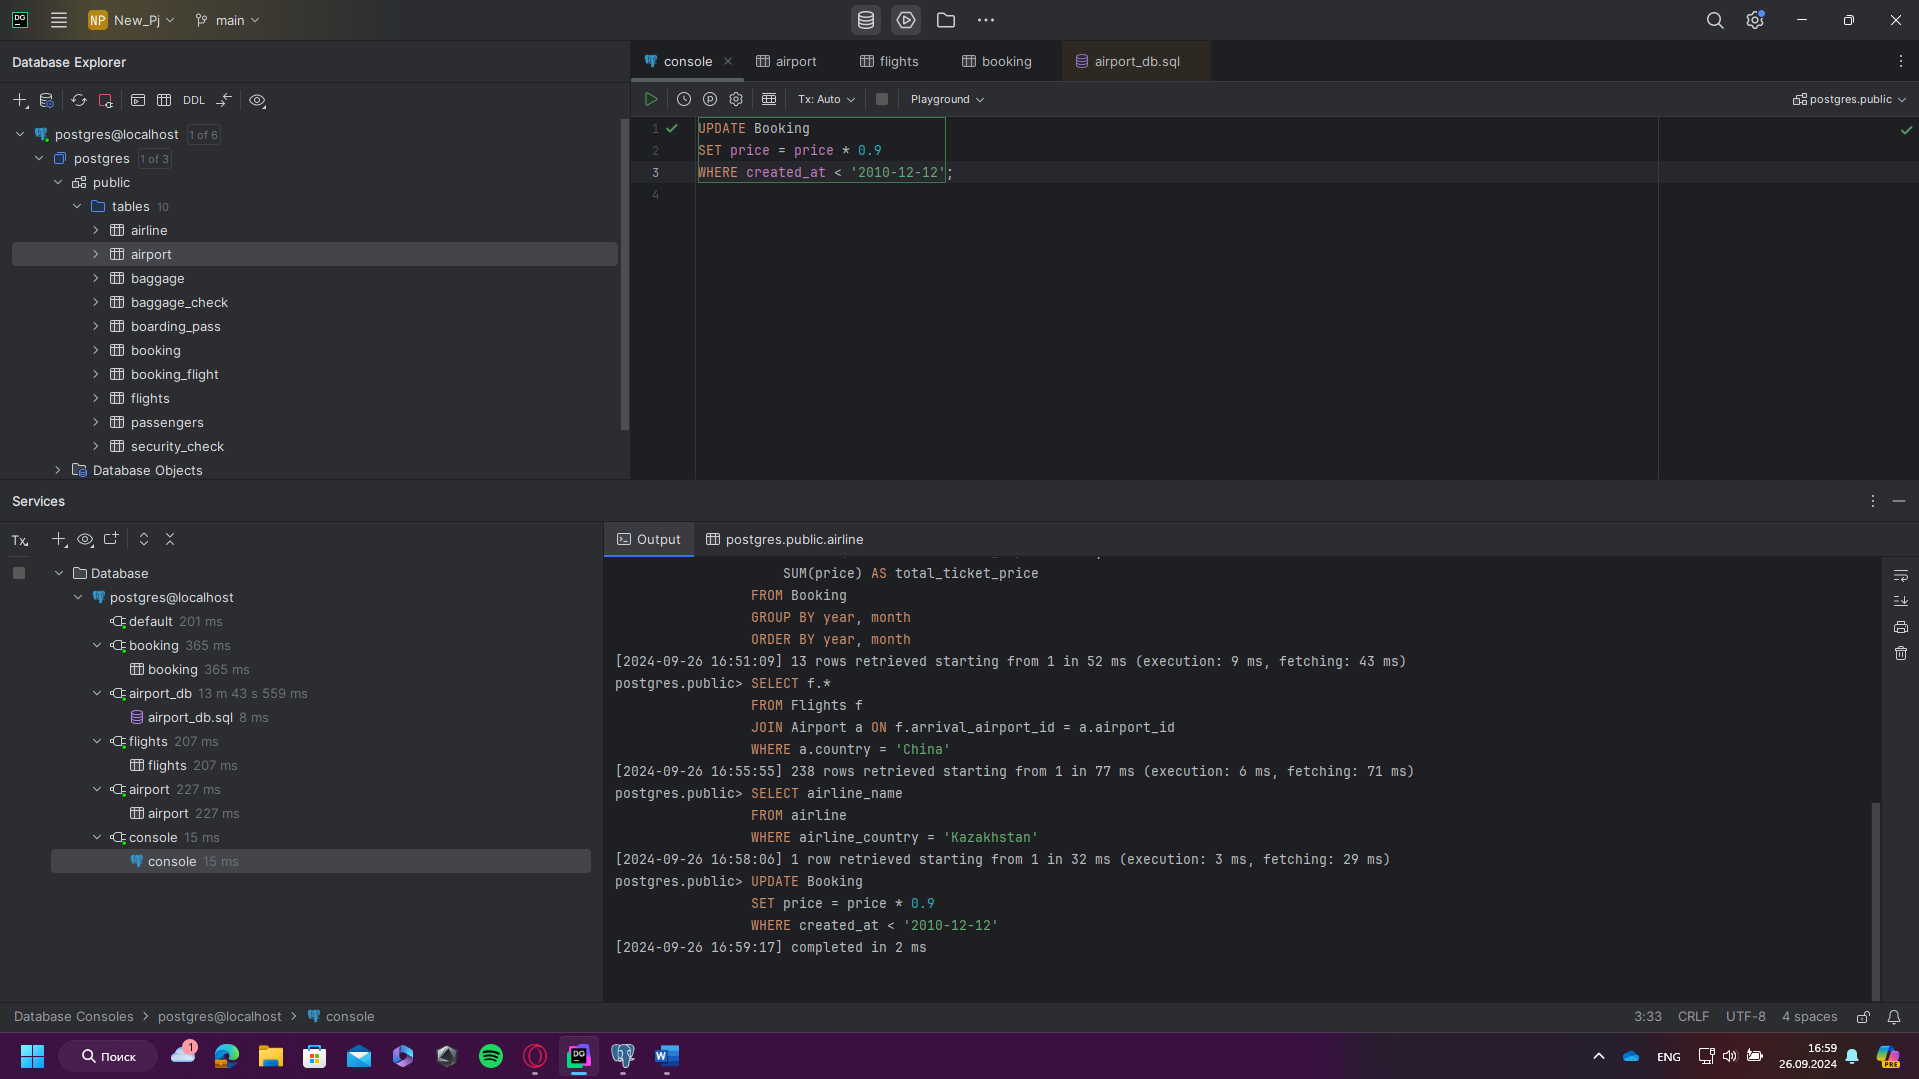 NP New_Pj main
Database Explorer
console airport flights booking airport_db.sql
DDL
Tx: Auto Playground postgres.public
postgres@localhost 1 of 6
postgres 1 of 3
public
tables 10
airline
airport
baggage
baggage_check
boarding_pass
booking
booking_flight
flights
passengers
security_check
Database Objects
1 UPDATE Booking
2 SET price = price * 0.9
3 WHERE created_at < '2010-12-12';
4
Services
Tx
Database
postgres@localhost
default 201 ms
booking 365 ms
booking 365 ms
airport_db 13 m 43 s 559 ms
airport_db.sql 8 ms
flights 207 ms
flights 207 ms
airport 227 ms
airport 227 ms
console 15 ms
console 15 ms
Output postgres.public.airline
SUM(price) AS total_ticket_price
FROM Booking
GROUP BY year, month
ORDER BY year, month
[2024-09-26 16:51:09] 13 rows retrieved starting from 1 in 52 ms (execution: 9 ms, fetching: 43 ms)
postgres.public> SELECT f.*
FROM Flights f
JOIN Airport a ON f.arrival_airport_id = a.airport_id
WHERE a.country = 'China'
[2024-09-26 16:55:55] 238 rows retrieved starting from 1 in 77 ms (execution: 6 ms, fetching: 71 ms)
postgres.public> SELECT airline_name
FROM airline
WHERE airline_country = 'Kazakhstan'
[2024-09-26 16:58:06] 1 row retrieved starting from 1 in 32 ms (execution: 3 ms, fetching: 29 ms)
postgres.public> UPDATE Booking
SET price = price * 0.9
WHERE created_at < '2010-12-12'
[2024-09-26 16:59:17] completed in 2 ms
Database Consoles > postgres@localhost > console
3:33 CRLF UTF-8 4 spaces
Поиск
1
ENG
16:59
26.09.2024
PRE